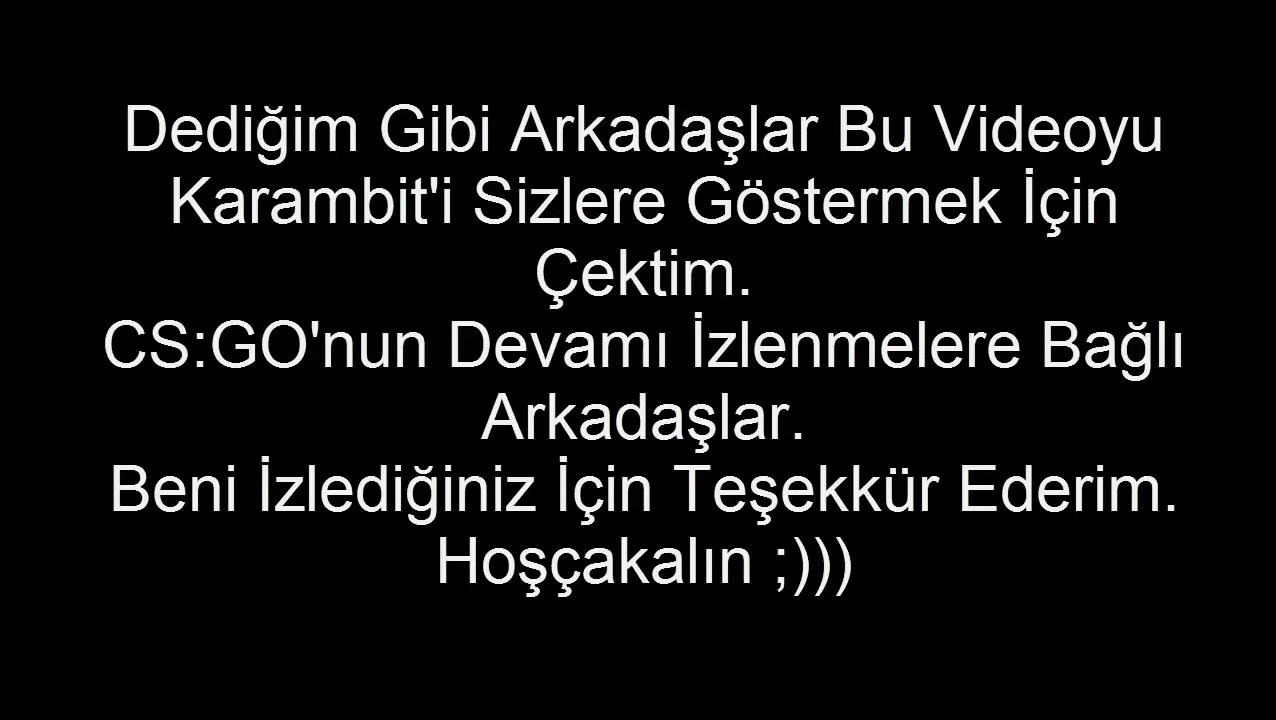 Dediğim Gibi Arkadaşlar Bu Videoyu
Karambit'i Sizlere Göstermek İçin
Çektim.
CS:GO'nun Devamı İzlenmelere Bağlı
Arkadaşlar.
Beni İzlediğiniz İçin Teşekkür Ederim.
Hoşçakalın ;)))